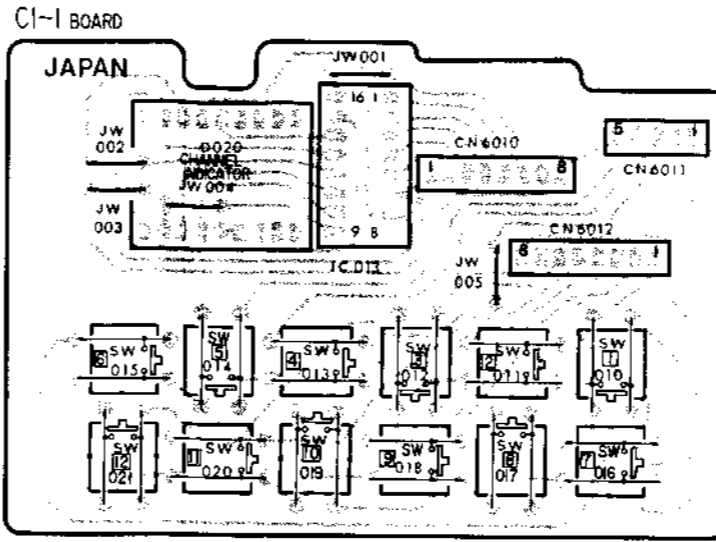 C1-1 BOARD
JAPAN
JW001
16 1
JW
002
D020
CHANNEL
INDICATOR
JW004
CN6010
1 8
5 1
CN6011
JW
003
9 8
IC013
CN6012
6 1
JW
005
6 SW
015
SW
5
014
4 SW
013
SW
3
012
2 SW
011
SW
1
010
SW
12
021
11 SW
020
10
SW
019
9 SW
018
SW
8
017
7 SW
016